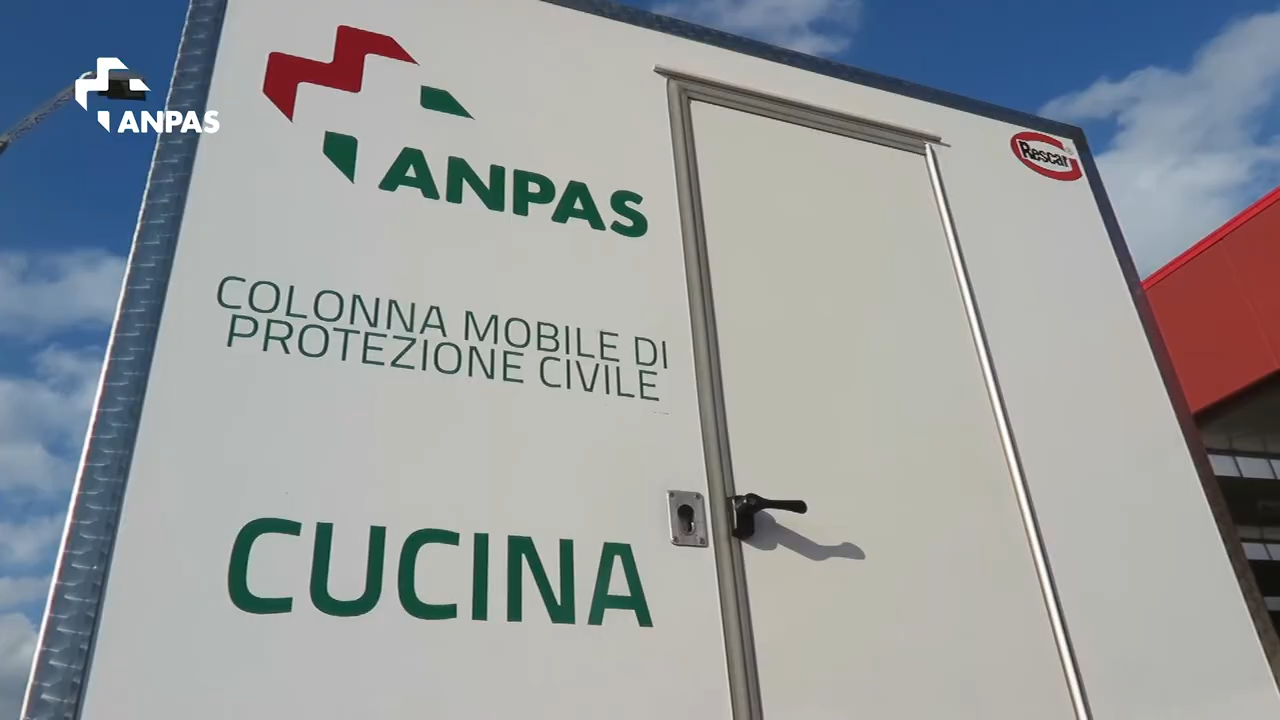 ANPAS
ANPAS
Rescar
COLONNA MOBILE DI
PROTEZIONE CIVILE
CUCINA